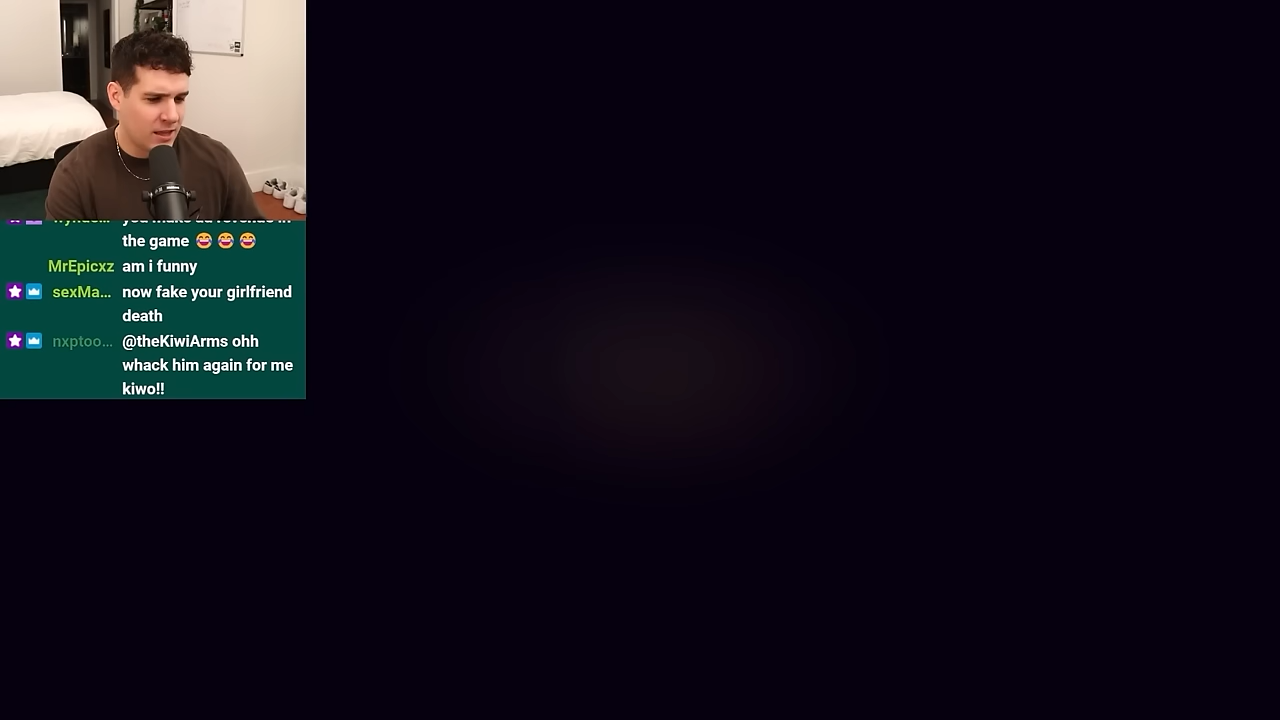 the game 😂 😂 😂
MrEpicxz am i funny
sexMa... now fake your girlfriend
death
nxptoo... @theKiwiArms ohh
whack him again for me
kiwo!!